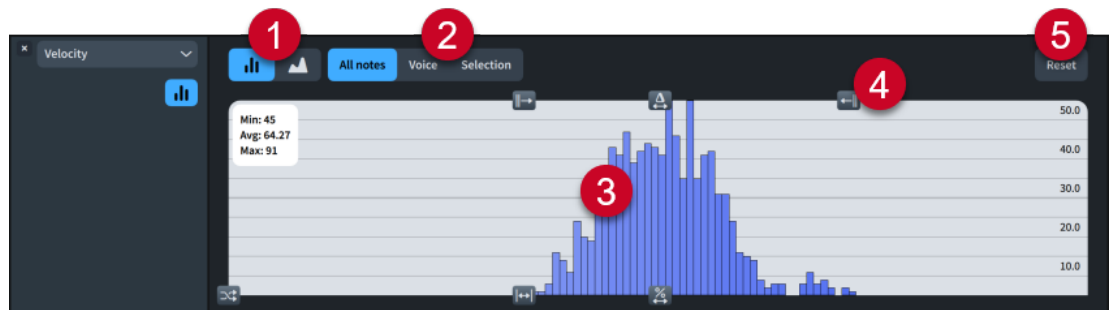 1
2
5
× Velocity
All notes Voice Selection
Reset
4
Δ
Min: 45
Avg: 64.27
Max: 91
50.0
40.0
30.0
3
20.0
10.0
%